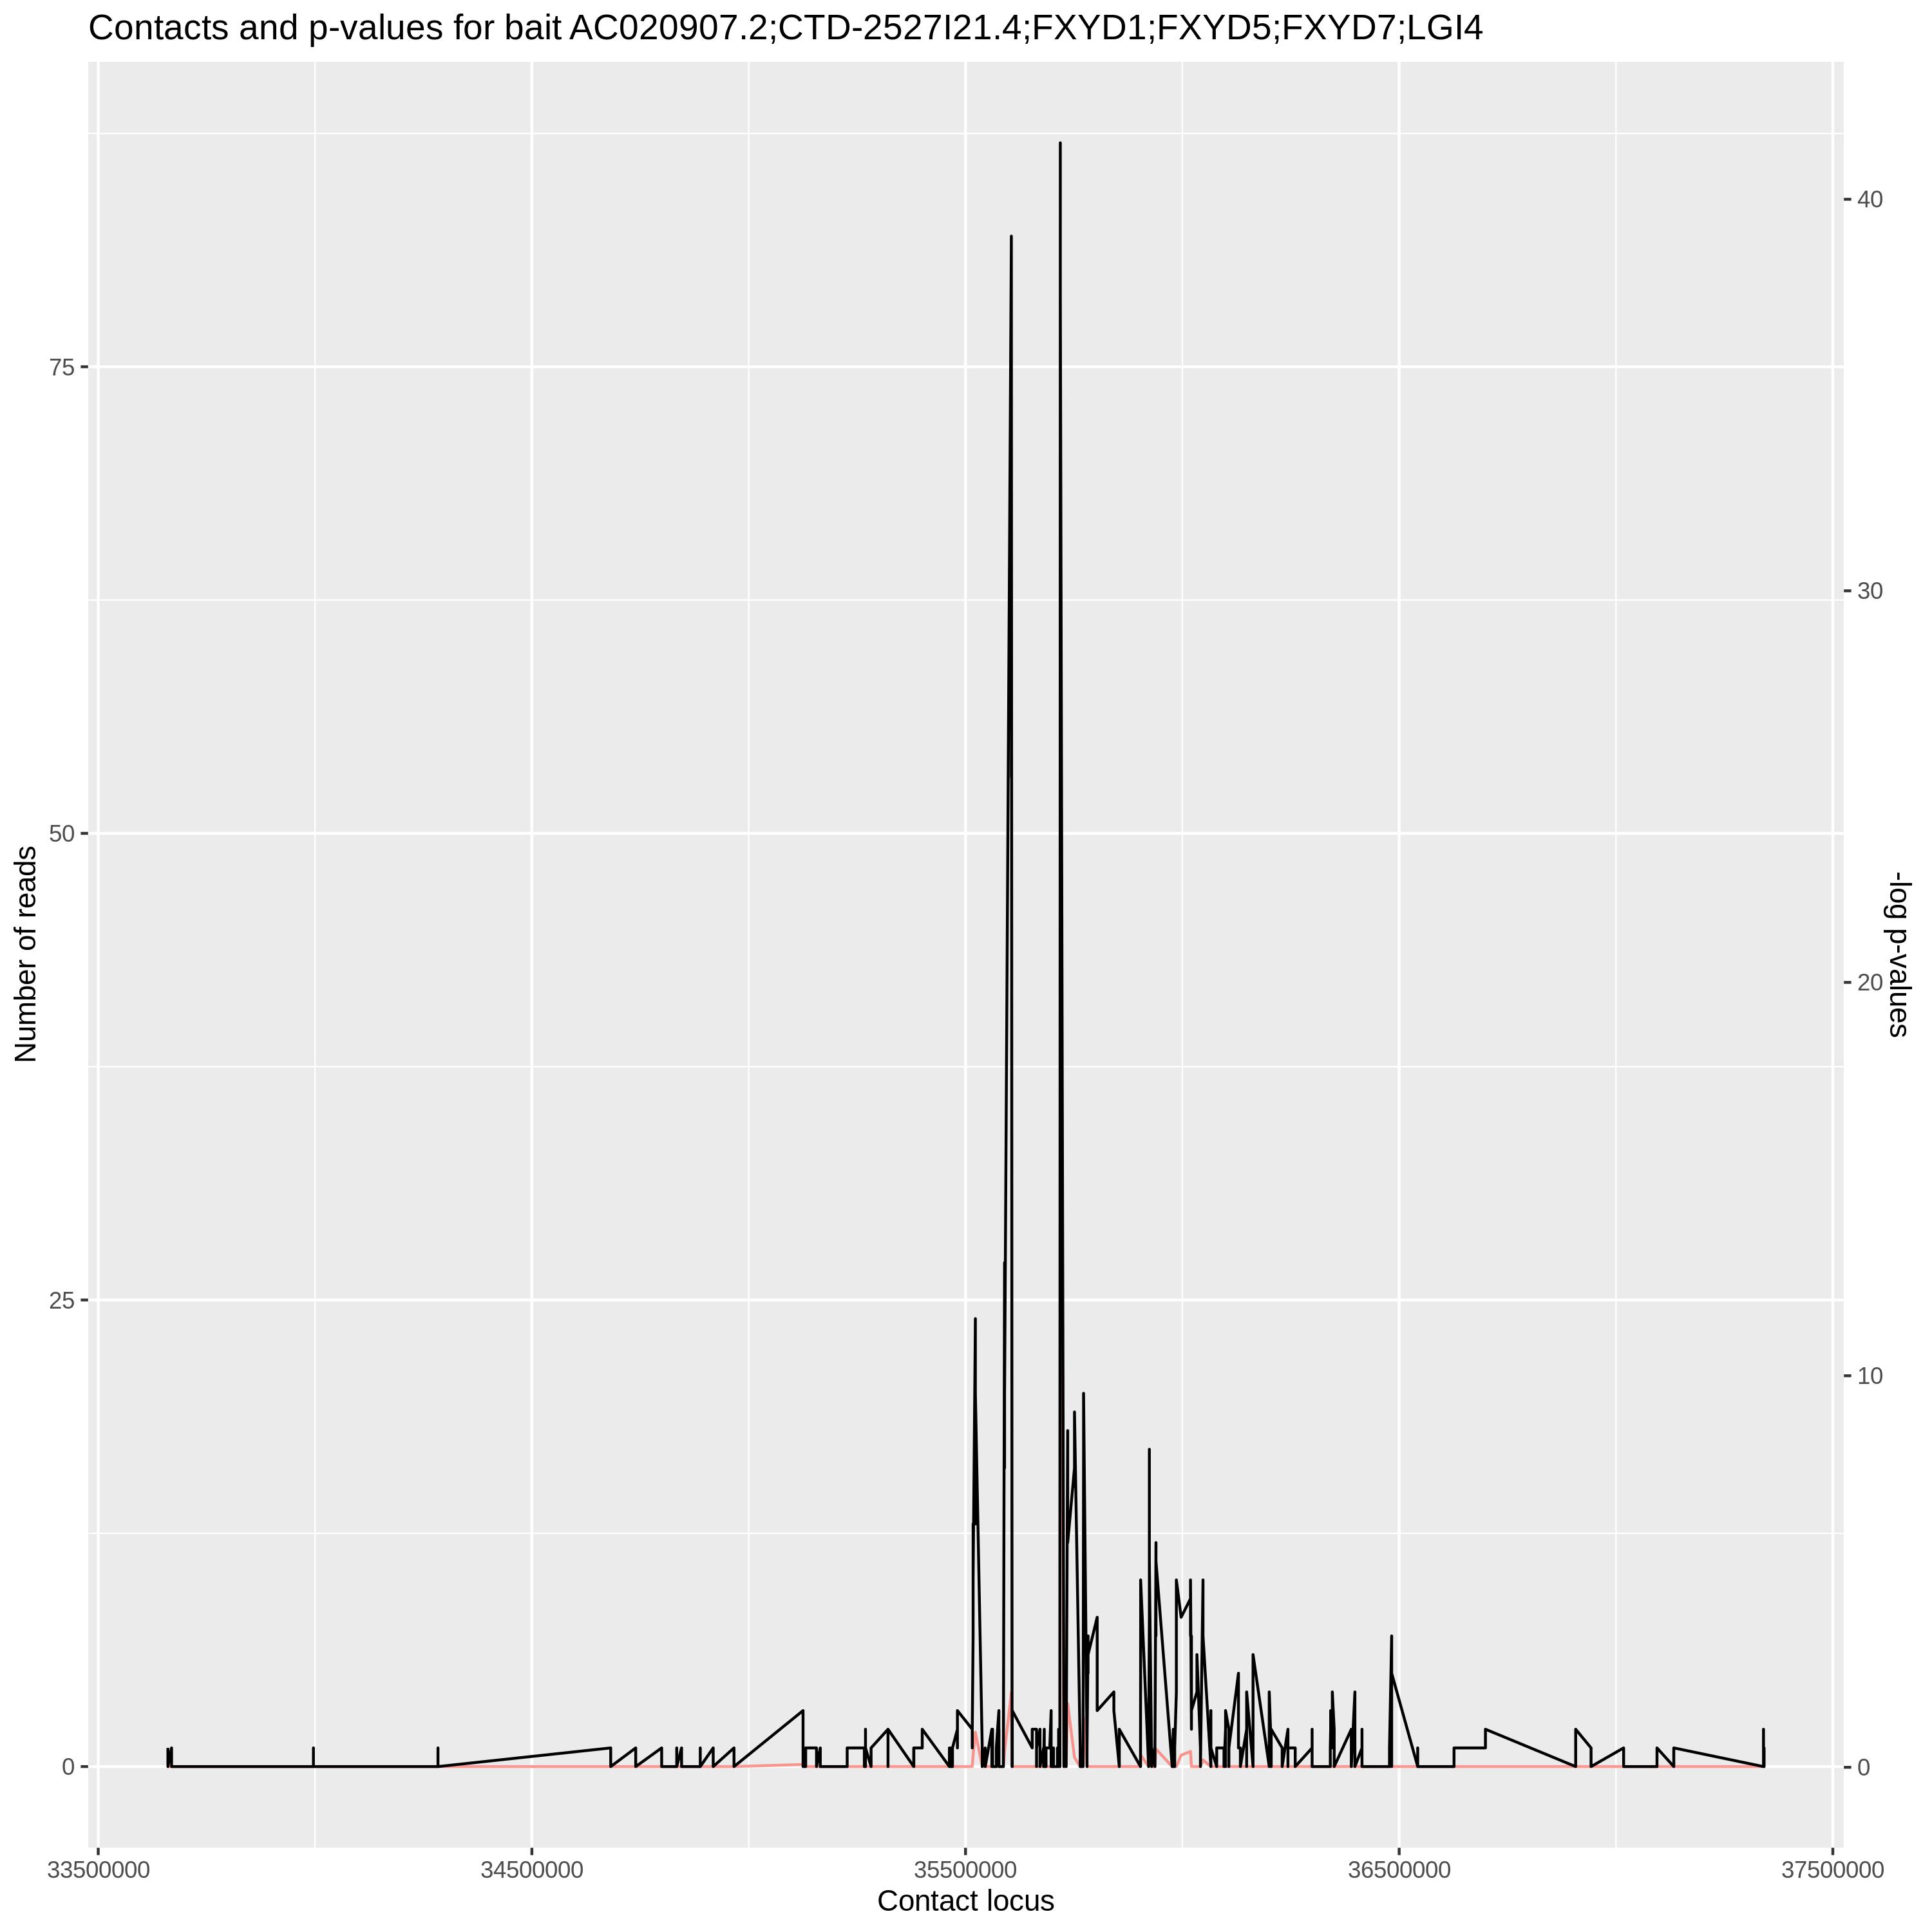 Contacts and p-values for bait AC020907.2;CTD-2527I21.4;FXYD1;FXYD5;FXYD7;LGI4
40
75
30
50
Number of reads
-log p-values
20
25
10
0
0
33500000 34500000 35500000 36500000 37500000
Contact locus